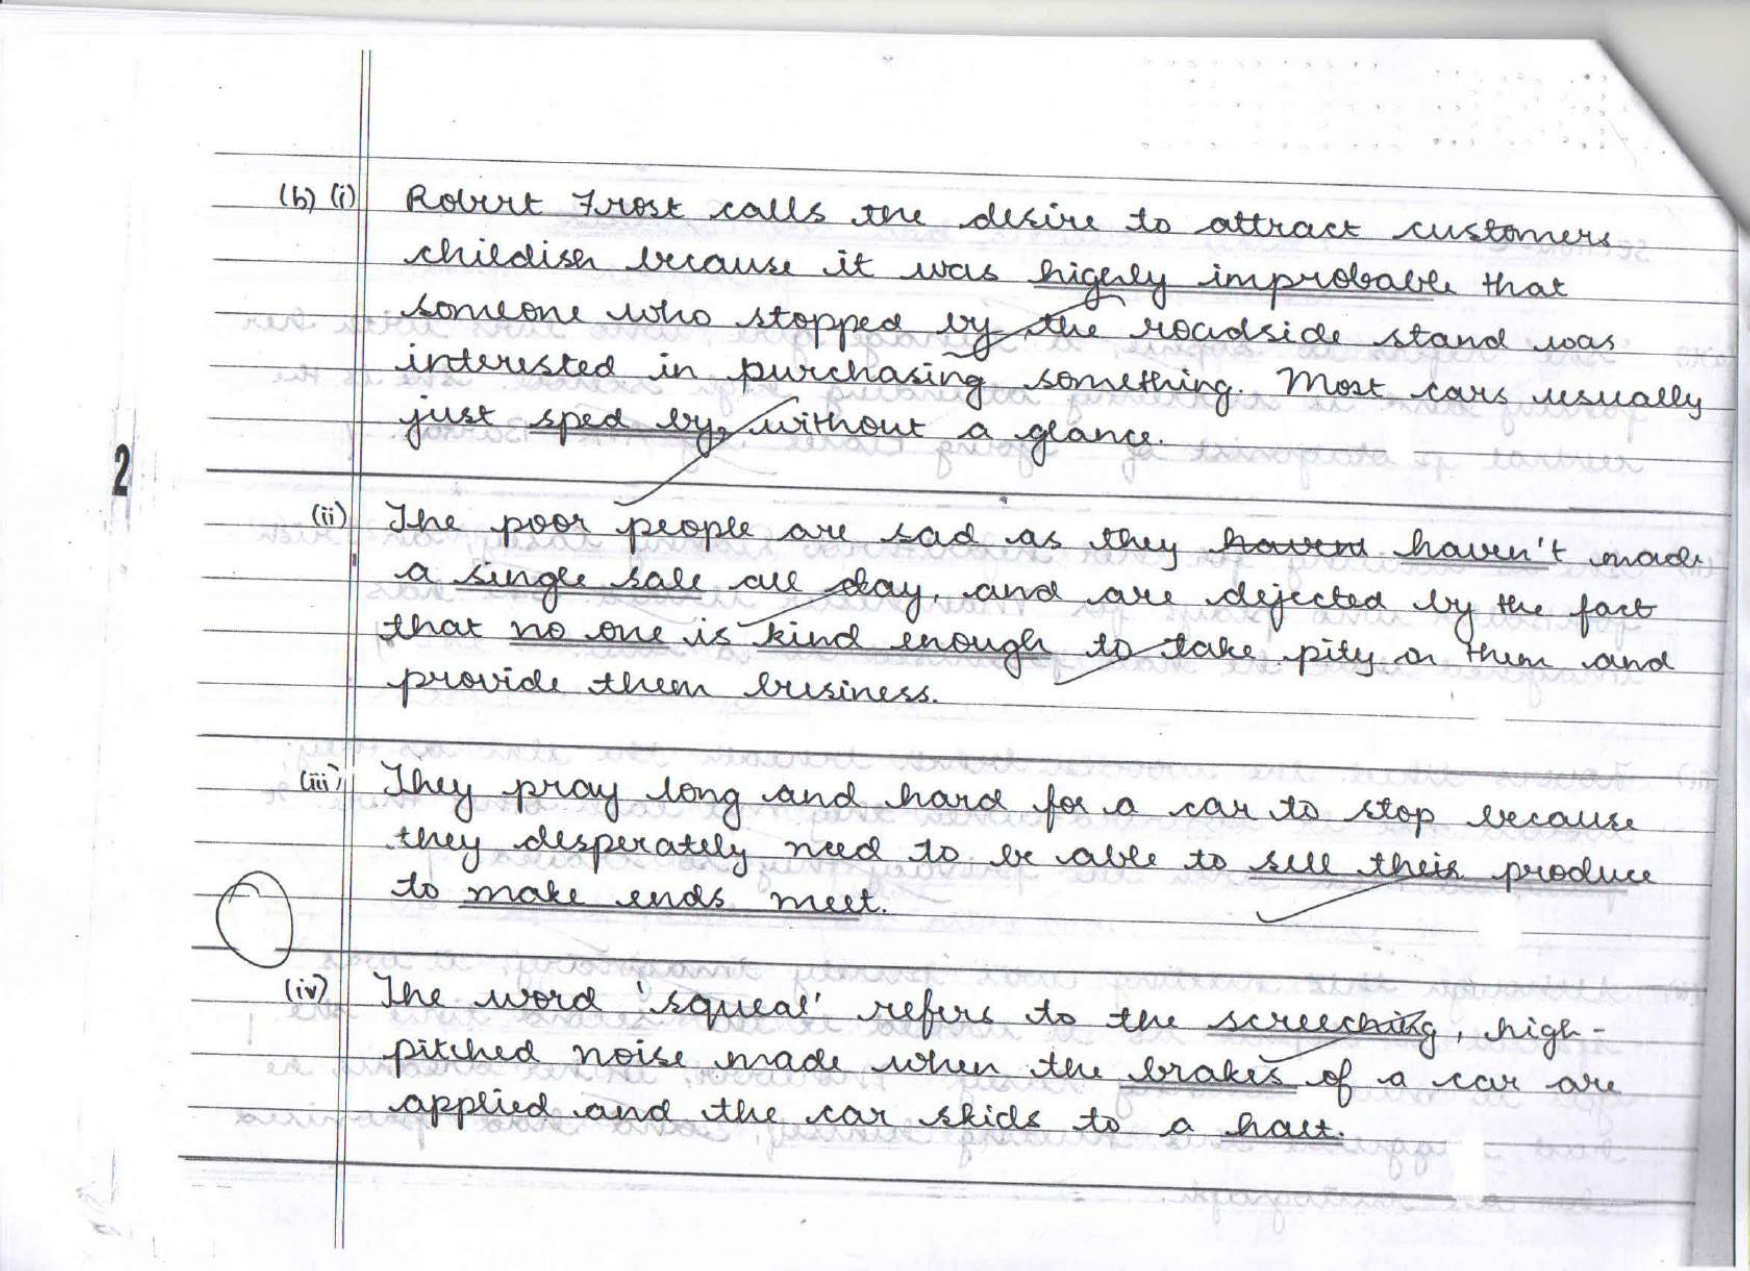 (b) (i) Robert Frost calls the desire to attract customers
childish because it was highly improbable that
someone who stopped by the roadside stand was
interested in purchasing something. Most cars usually
just sped by, without a glance.
2
(ii) The poor people are sad as they havent haven't made
a single sale all day, and are dejected by the fact
that no one is kind enough to take pity on them and
provide them business.
(iii) They pray long and hard for a car to stop because
they desperately need to be able to sell their produce
to make ends meet.
(iv) The word 'squeal' refers to the screeching, high-
pitched noise made when the brakes of a car are
applied and the car skids to a halt.